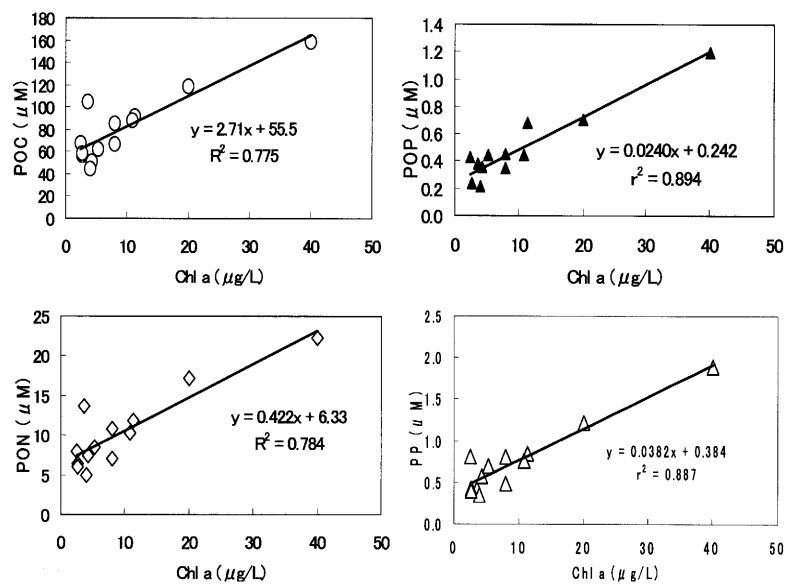 180
160
140
120
100
80
60
40
20
0
POC (μM)
y = 2.71x + 55.5
R² = 0.775
0 10 20 30 40 50
Chl a (μg/L)
1.4
1.2
1.0
0.8
0.6
0.4
0.2
0.0
POP (μM)
y = 0.0240x + 0.242
r² = 0.894
0 10 20 30 40 50
Chl a (μg/L)
25
20
15
10
5
0
PON (μM)
y = 0.422x + 6.33
R² = 0.784
0 10 20 30 40 50
Chl a (μg/L)
2.5
2.0
1.5
1.0
0.5
0.0
PP (μM)
y = 0.0382x + 0.384
r² = 0.887
0 10 20 30 40 50
Chl a (μg/L)